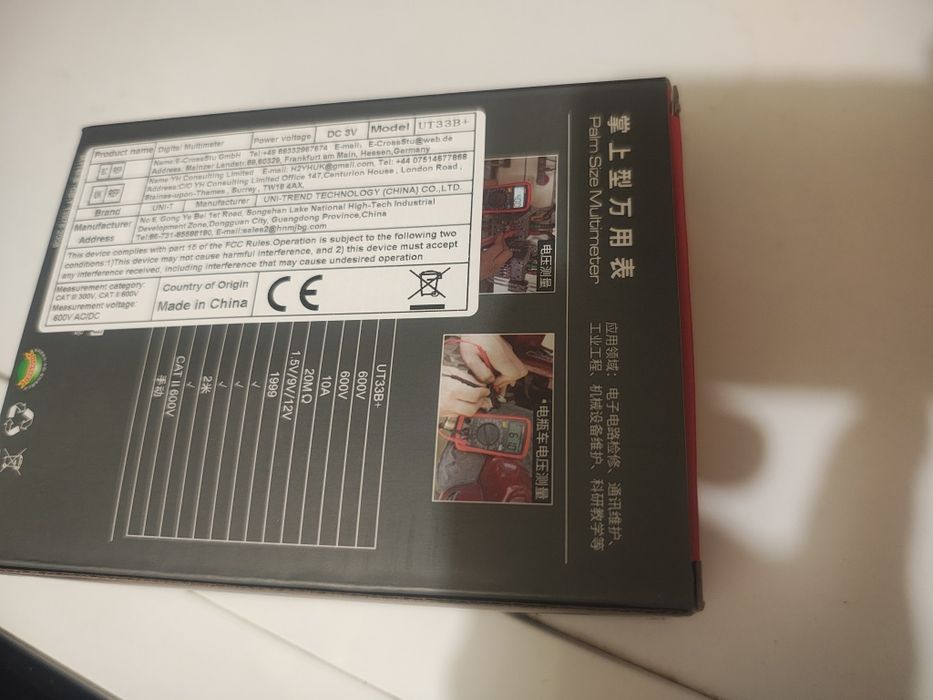 掌上型万用表
Palm Size Multimeter
应用领域：电子电路检修、通讯维护、
工业工程、机械设备维护、科研教学等
电压测量
电瓶车电压测量
UT33B+
600V
600V
10A
20MΩ
1.5V/9V/12V
1999
√
√
√
2米
√
CAT II 600V
手动
Product name Digital Multimeter Power voltage DC 3V Model UT33B+
EC REP Name:E-CrossStu GmbH Tel:+49 69332967674 E-mail: E-CrossStu@web.de
Address: Mainzer Landstr.69,60329, Frankfurt am Main, Hessen,Germany
UK REP Name:YH Consulting Limited E-mail: H2YHUK@gmail.com Tel: +44 07514677868
Address:C/O YH Consulting Limited Office 147,Centurion House, London Road,
Staines-upon-Thames, Surrey, TW18 4AX,
Brand UNI-T Manufacturer UNI-TREND TECHNOLOGY (CHINA) CO.,LTD.
Manufacturer Address No.6, Gong Ye Bei 1st Road, Songshan Lake National High-Tech Industrial
Development Zone,Dongguan City, Guangdong Province,China
E-mail:sales2@hnmjbg.com
This device complies with part 15 of the FCC Rules.Operation is subject to the following two
conditions:1)This device may not cause harmful interference, and 2) this device must accept
any interference received, including interference that may cause undesired operation
Measurement category:
CAT III 300V, CAT II 600V
Measurement voltage:
600V AC/DC
Country of Origin
Made in China
CE